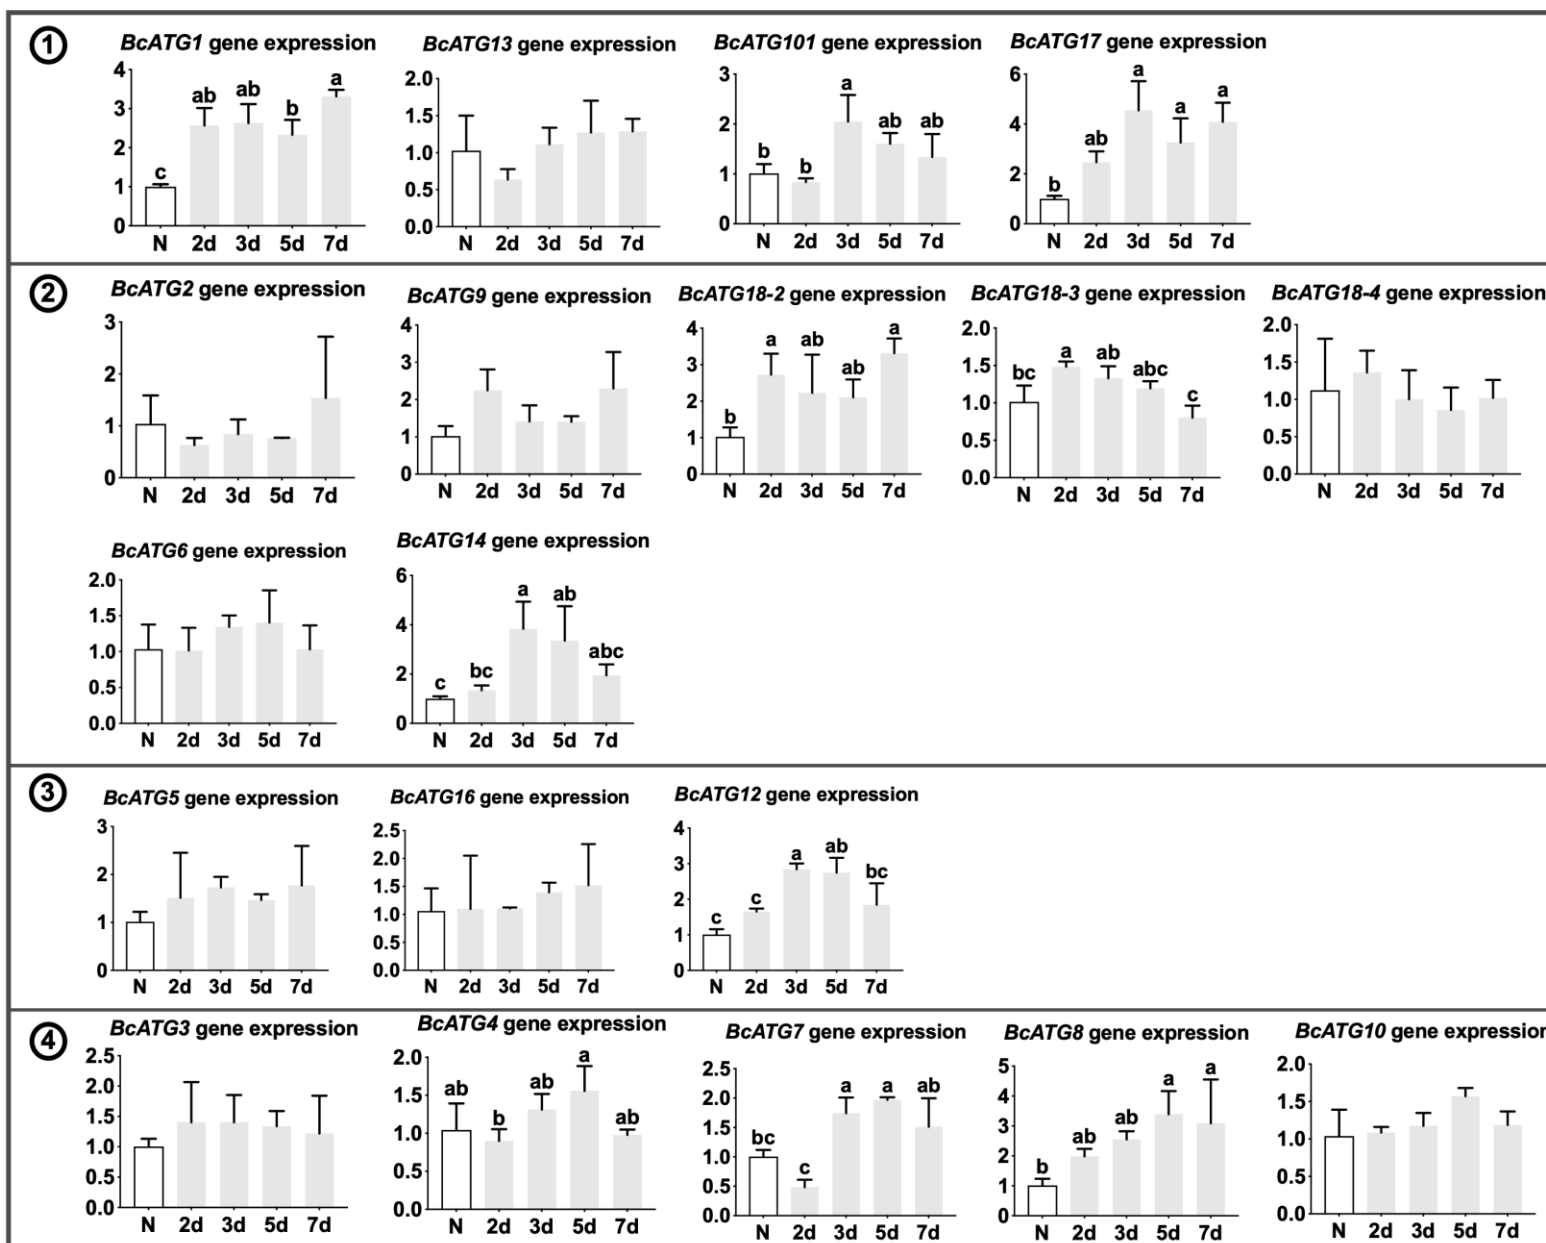 ①
BcATG1 gene expression
4
3
2
1
0
c
ab
ab
b
a
N 2d 3d 5d 7d
BcATG13 gene expression
2.0
1.5
1.0
0.5
0.0
N 2d 3d 5d 7d
BcATG101 gene expression
3
2
1
0
b
b
a
ab
ab
N 2d 3d 5d 7d
BcATG17 gene expression
6
4
2
0
b
ab
a
a
a
N 2d 3d 5d 7d
②
BcATG2 gene expression
3
2
1
0
N 2d 3d 5d 7d
BcATG9 gene expression
4
3
2
1
0
N 2d 3d 5d 7d
BcATG18-2 gene expression
4
3
2
1
0
b
a
ab
ab
a
N 2d 3d 5d 7d
BcATG18-3 gene expression
2.0
1.5
1.0
0.5
0.0
bc
a
ab
abc
c
N 2d 3d 5d 7d
BcATG18-4 gene expression
2.0
1.5
1.0
0.5
0.0
N 2d 3d 5d 7d
BcATG6 gene expression
2.0
1.5
1.0
0.5
0.0
N 2d 3d 5d 7d
BcATG14 gene expression
6
4
2
0
c
bc
a
ab
abc
N 2d 3d 5d 7d
③
BcATG5 gene expression
3
2
1
0
N 2d 3d 5d 7d
BcATG16 gene expression
2.5
2.0
1.5
1.0
0.5
0.0
N 2d 3d 5d 7d
BcATG12 gene expression
4
3
2
1
0
c
c
a
ab
bc
N 2d 3d 5d 7d
④
BcATG3 gene expression
2.5
2.0
1.5
1.0
0.5
0.0
N 2d 3d 5d 7d
BcATG4 gene expression
2.0
1.5
1.0
0.5
0.0
ab
b
ab
a
ab
N 2d 3d 5d 7d
BcATG7 gene expression
2.5
2.0
1.5
1.0
0.5
0.0
bc
c
a
a
ab
N 2d 3d 5d 7d
BcATG8 gene expression
5
4
3
2
1
0
b
ab
ab
a
a
N 2d 3d 5d 7d
BcATG10 gene expression
2.0
1.5
1.0
0.5
0.0
N 2d 3d 5d 7d